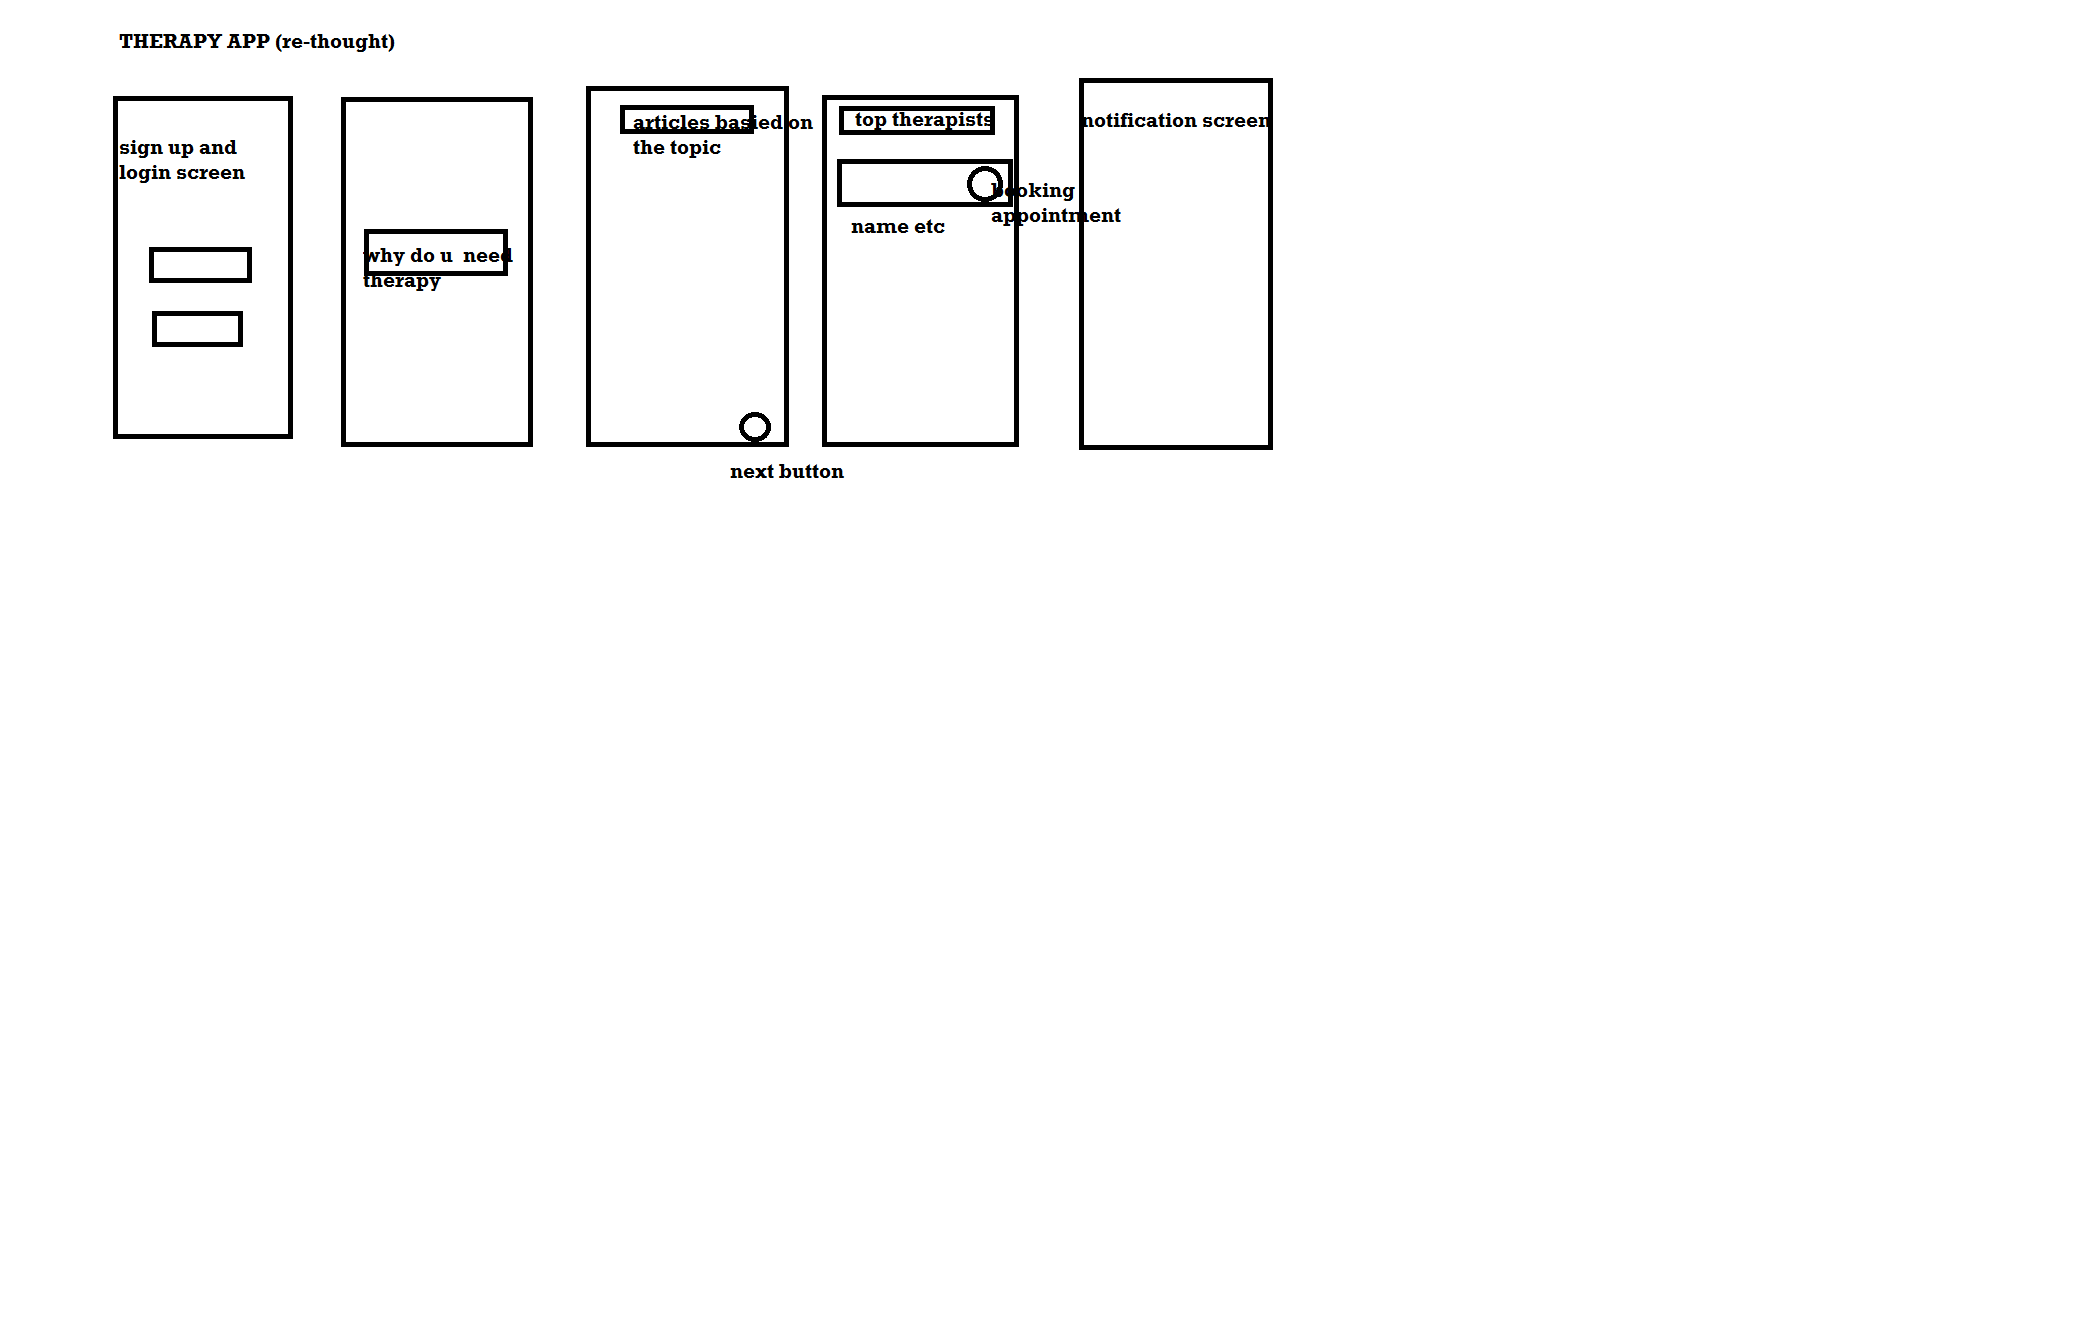 THERAPY APP (re-thought)
sign up and
login screen
why do u  need
therapy
articles basied on
the topic
next button
top therapists
booking
appointment
name etc
notification screen